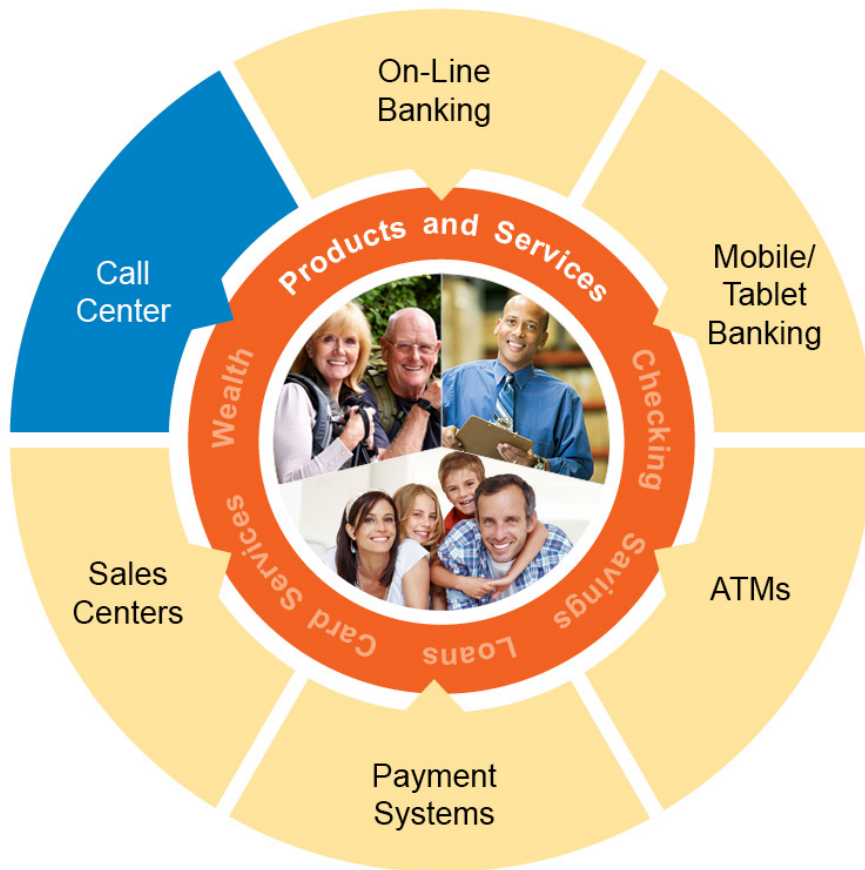 On-Line
Banking
Mobile/
Tablet
Banking
ATMs
Payment
Systems
Sales
Centers
Call
Center
Products and Services
Checking
Savings
Loans
Card Services
Wealth